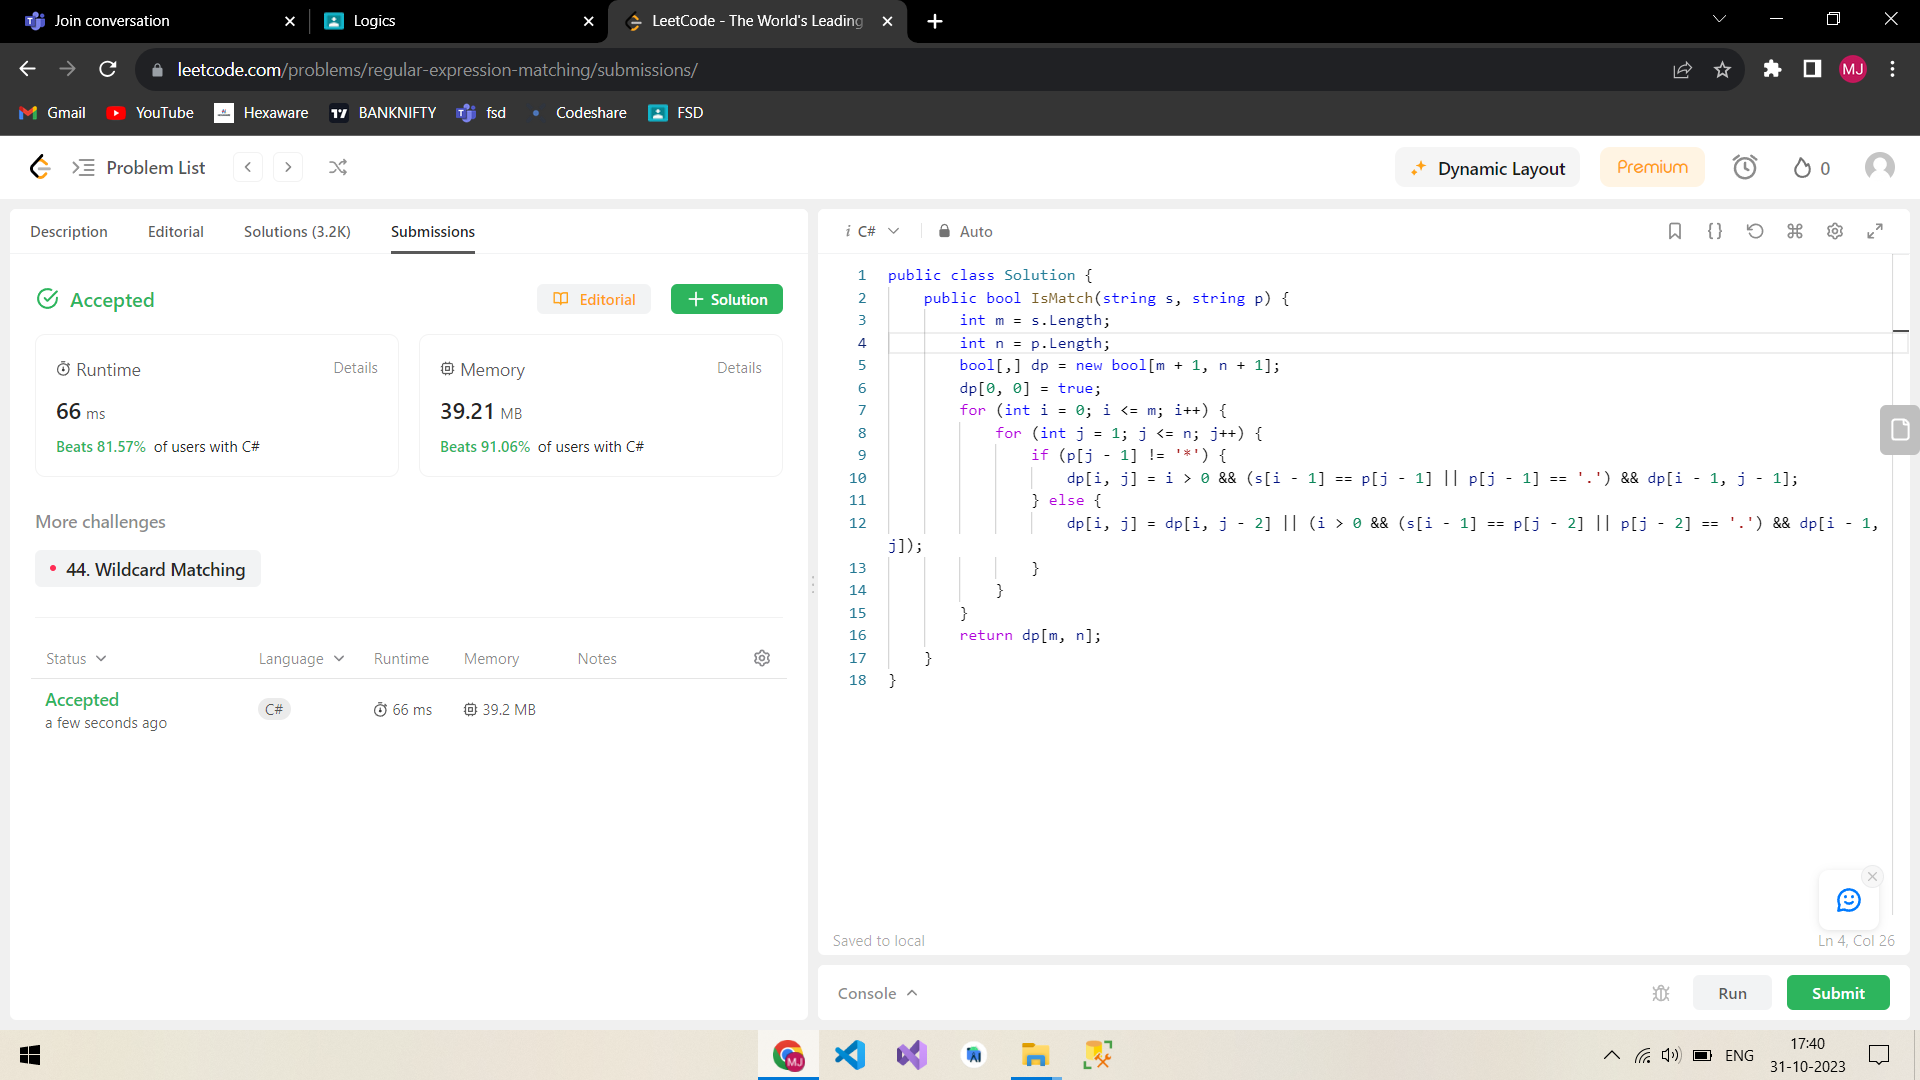 Join conversation
Logics
LeetCode - The World's Leading
leetcode.com/problems/regular-expression-matching/submissions/
MJ
Gmail
YouTube
Hexaware
BANKNIFTY
fsd
Codeshare
FSD
Problem List
Dynamic Layout
Premium
0
Description
Editorial
Solutions (3.2K)
Submissions
Accepted
Editorial
+ Solution
Runtime
Details
66 ms
Beats 81.57% of users with C#
Memory
Details
39.21 MB
Beats 91.06% of users with C#
More challenges
44. Wildcard Matching
Status Language Runtime Memory Notes
Accepted
a few seconds ago
C#
66 ms
39.2 MB
i C#
Auto
1 public class Solution {
2 public bool IsMatch(string s, string p) {
3 int m = s.Length;
4 int n = p.Length;
5 bool[,] dp = new bool[m + 1, n + 1];
6 dp[0, 0] = true;
7 for (int i = 0; i <= m; i++) {
8 for (int j = 1; j <= n; j++) {
9 if (p[j - 1] != '*') {
10 dp[i, j] = i > 0 && (s[i - 1] == p[j - 1] || p[j - 1] == '.') && dp[i - 1, j - 1];
11 } else {
12 dp[i, j] = dp[i, j - 2] || (i > 0 && (s[i - 1] == p[j - 2] || p[j - 2] == '.') && dp[i - 1,
j]);
13 }
14 }
15 }
16 return dp[m, n];
17 }
18 }
Saved to local
Ln 4, Col 26
Console
Run
Submit
MJ
ENG
17:40
31-10-2023